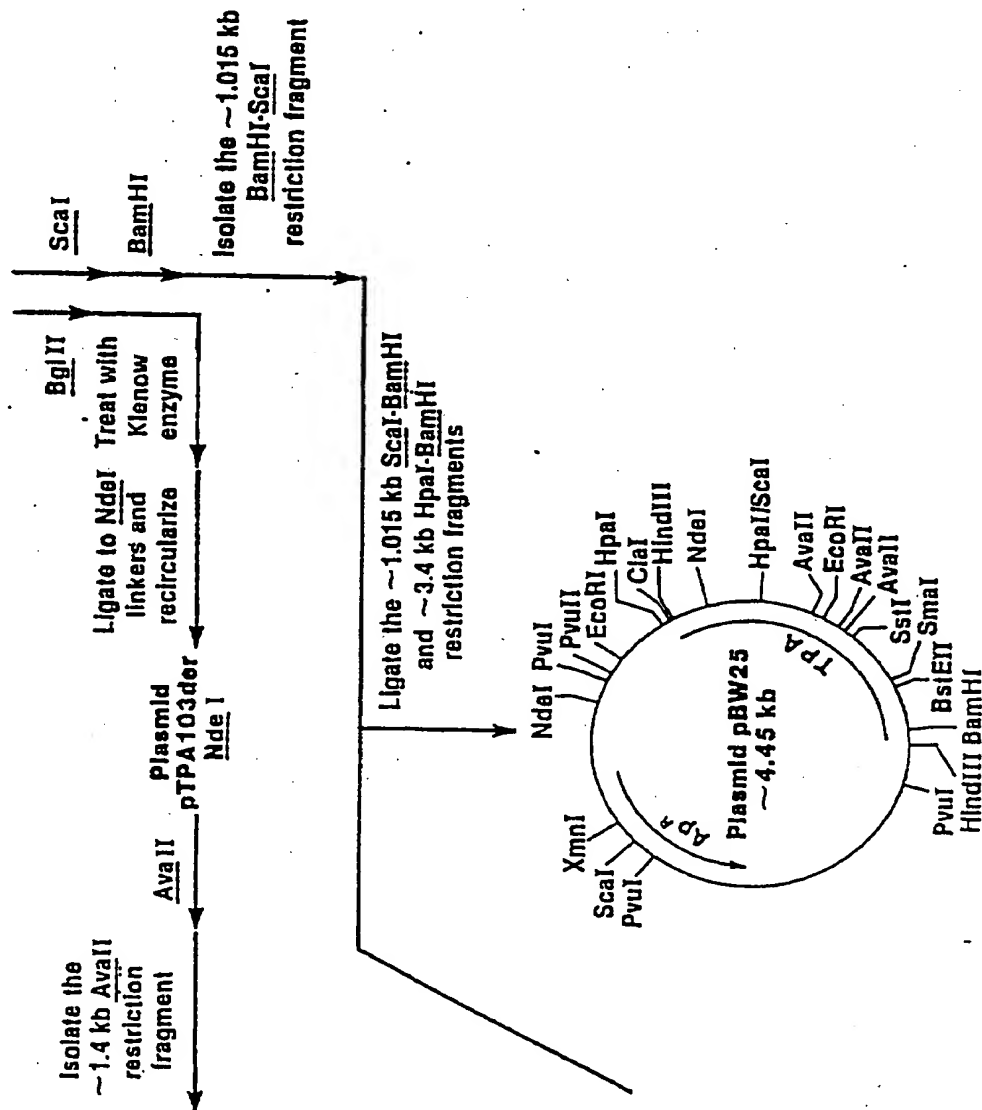 ScaI
BamHI
Isolate the ~1.015 kb
BamHI-ScaI
restriction fragment
BglII
Treat with
Klenow
enzyme
Ligate to NdeI
linkers and
recircularize
Plasmid
pTPA103der
Nde I
AvaII
Isolate the
~1.4 kb AvaII
restriction
fragment
Ligate the ~1.015 kb ScaI-BamHI
and ~3.4 kb HpaI-BamHI
restriction fragments
NdeI
PvuI
PvuII
EcoRI
HpaI
ClaI
HindIII
NdeI
HpaI/ScaI
AvaII
EcoRI
AvaII
AvaII
SstI
SmaI
BstEII
BamHI
HindIII
PvuI
PvuI
ScaI
XmnI
ApR
TPA
Plasmid pBW25
~4.45 kb